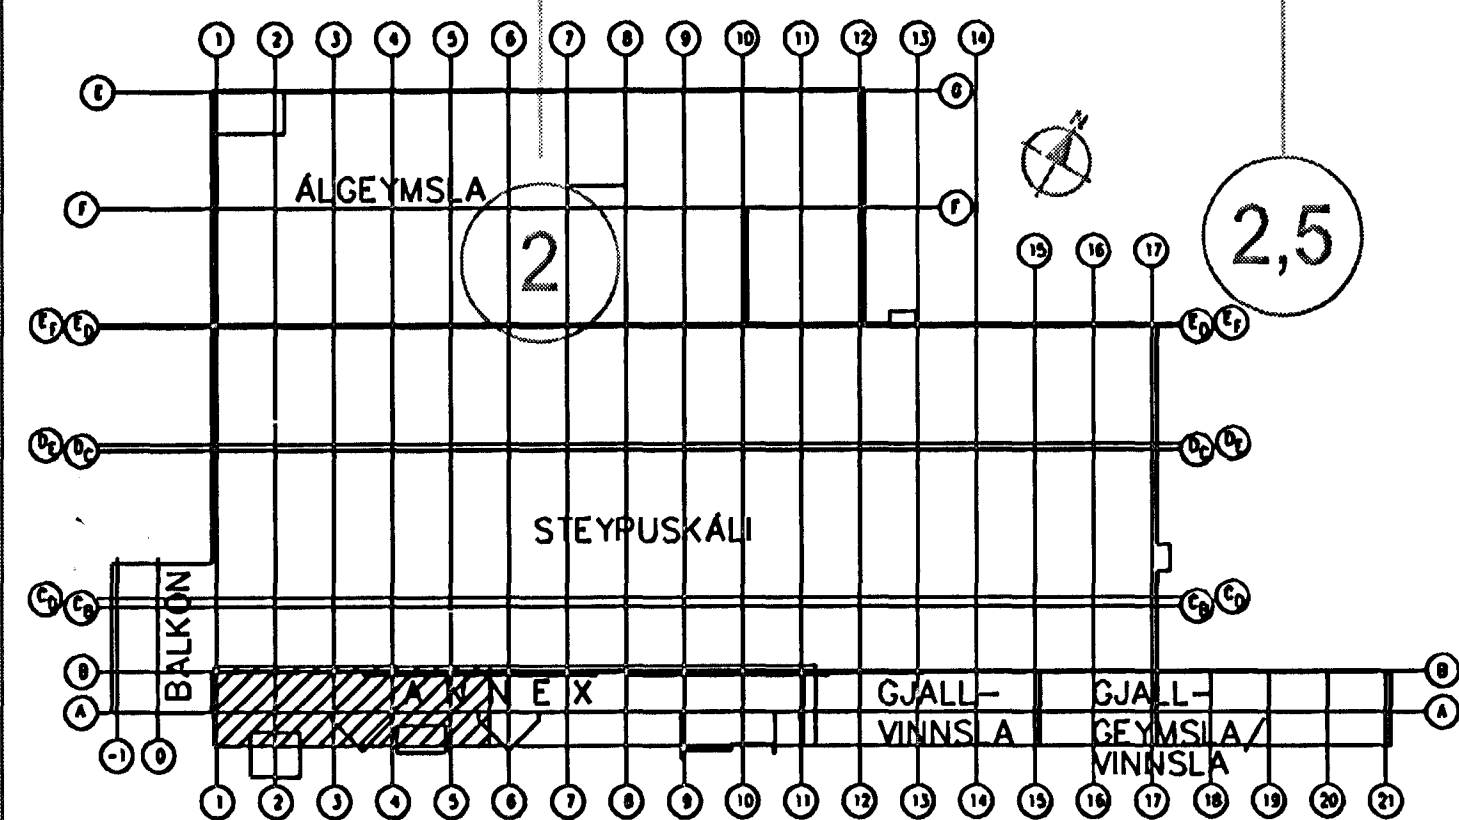 1 2 3 4 5 6 7 8 9 10 11 12 13 14
E G
N
ÁLGEYMSLA
F F
2 2,5
15 16 17
EF ED ED EF
DE DC DC DE
STEYPUSKÁLI
CD CB CB CD
BALKON
B B
ANNEX
GJALL-
VINNSLA
GJALL-
GEYMSLA/
VINNSLA
A A
-1 0
1 2 3 4 5 6 7 8 9 10 11 12 13 14 15 16 17 18 19 20 21